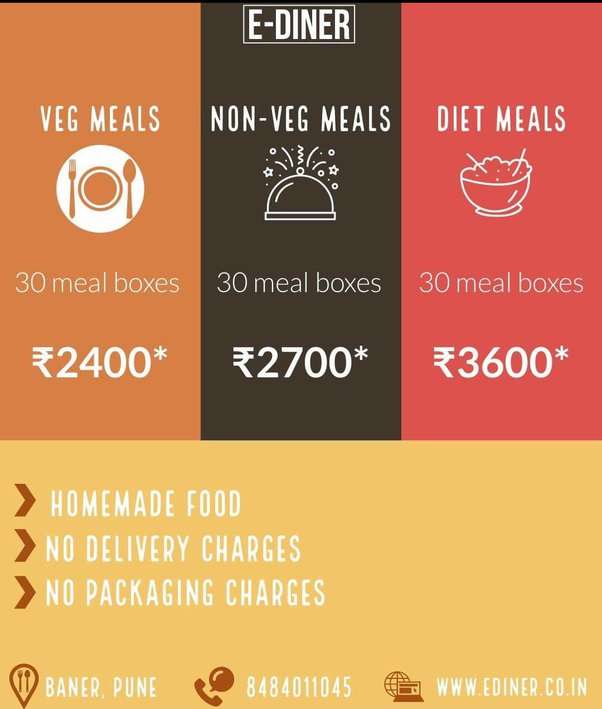 E-DINER
VEG MEALS
30 meal boxes
₹2400*
NON-VEG MEALS
30 meal boxes
₹2700*
DIET MEALS
30 meal boxes
₹3600*
HOMEMADE FOOD
NO DELIVERY CHARGES
NO PACKAGING CHARGES
BANER, PUNE
8484011045
WWW.EDINER.CO.IN